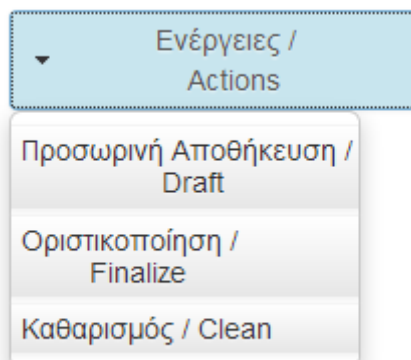 Ενέργειες /
Actions
Προσωρινή Αποθήκευση /
Draft
Οριστικοποίηση /
Finalize
Καθαρισμός / Clean